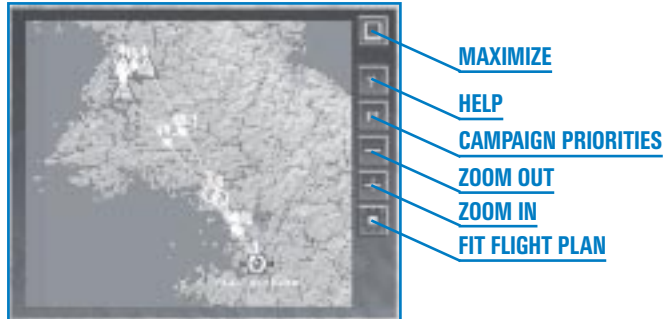 MAXIMIZE
HELP
CAMPAIGN PRIORITIES
ZOOM OUT
ZOOM IN
FIT FLIGHT PLAN